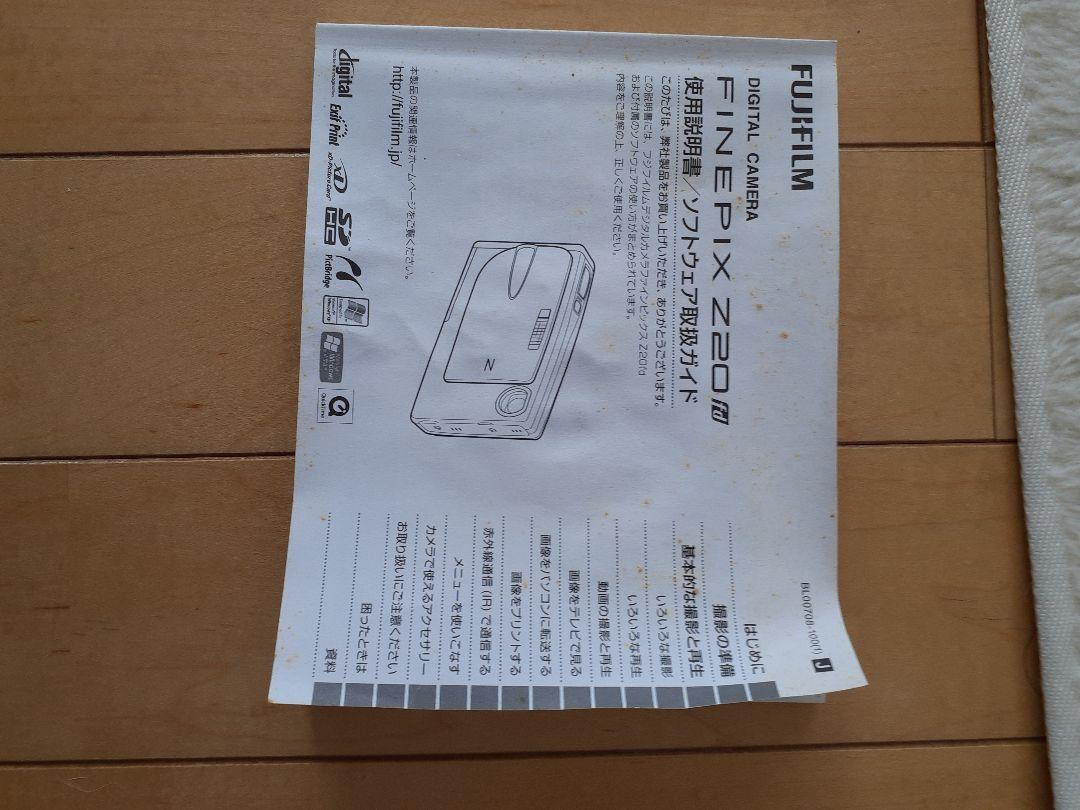 FUJIFILM
BL00708-100(1) J
DIGITAL CAMERA
FINEPIX Z20fd
使用説明書/ソフトウェア取扱ガイド
このたびは、弊社製品をお買い上げいただき、ありがとうございます。
この説明書には、フジフイルムデジタルカメラファインピックス Z20fd
および付属のソフトウェアの使い方がまとめられています。
内容をご理解の上、正しくご使用ください。
Z
はじめに
撮影の準備
基本的な撮影と再生
いろいろな撮影
いろいろな再生
動画の撮影と再生
画像をテレビで見る
画像をパソコンに転送する
画像をプリントする
赤外線通信(IR)で通信する
メニューを使いこなす
カメラで使えるアクセサリー
お取り扱いにご注意ください
困ったときは
資料
本製品の関連情報はホームページをご覧ください。
http://fujifilm.jp/
digital
Exif Print
xD
xD-Picture Card
SD
HC
PictBridge
QuickTime